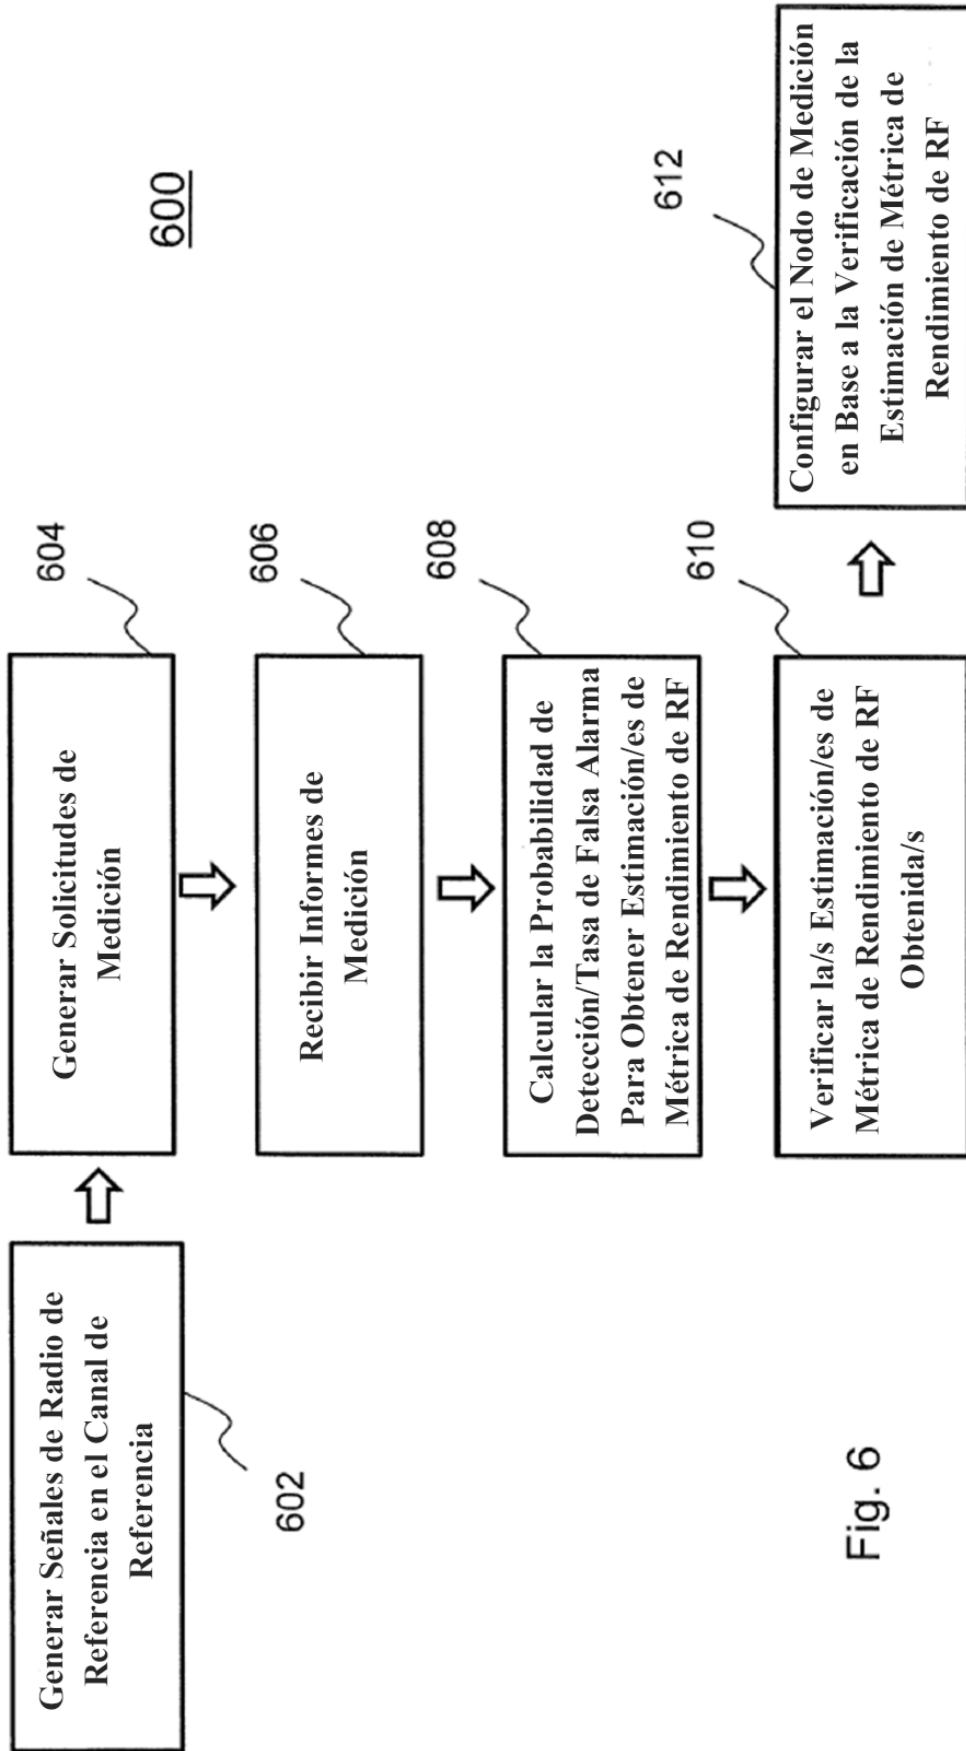 600
Generar Señales de Radio de
Referencia en el Canal de
Referencia
602
Generar Solicitudes de
Medición
604
Recibir Informes de
Medición
606
Calcular la Probabilidad de
Detección/Tasa de Falsa Alarma
Para Obtener Estimación/es de
Métrica de Rendimiento de RF
608
Verificar la/s Estimación/es de
Métrica de Rendimiento de RF
Obtenida/s
610
Configurar el Nodo de Medición
en Base a la Verificación de la
Estimación de Métrica de
Rendimiento de RF
612
Fig. 6